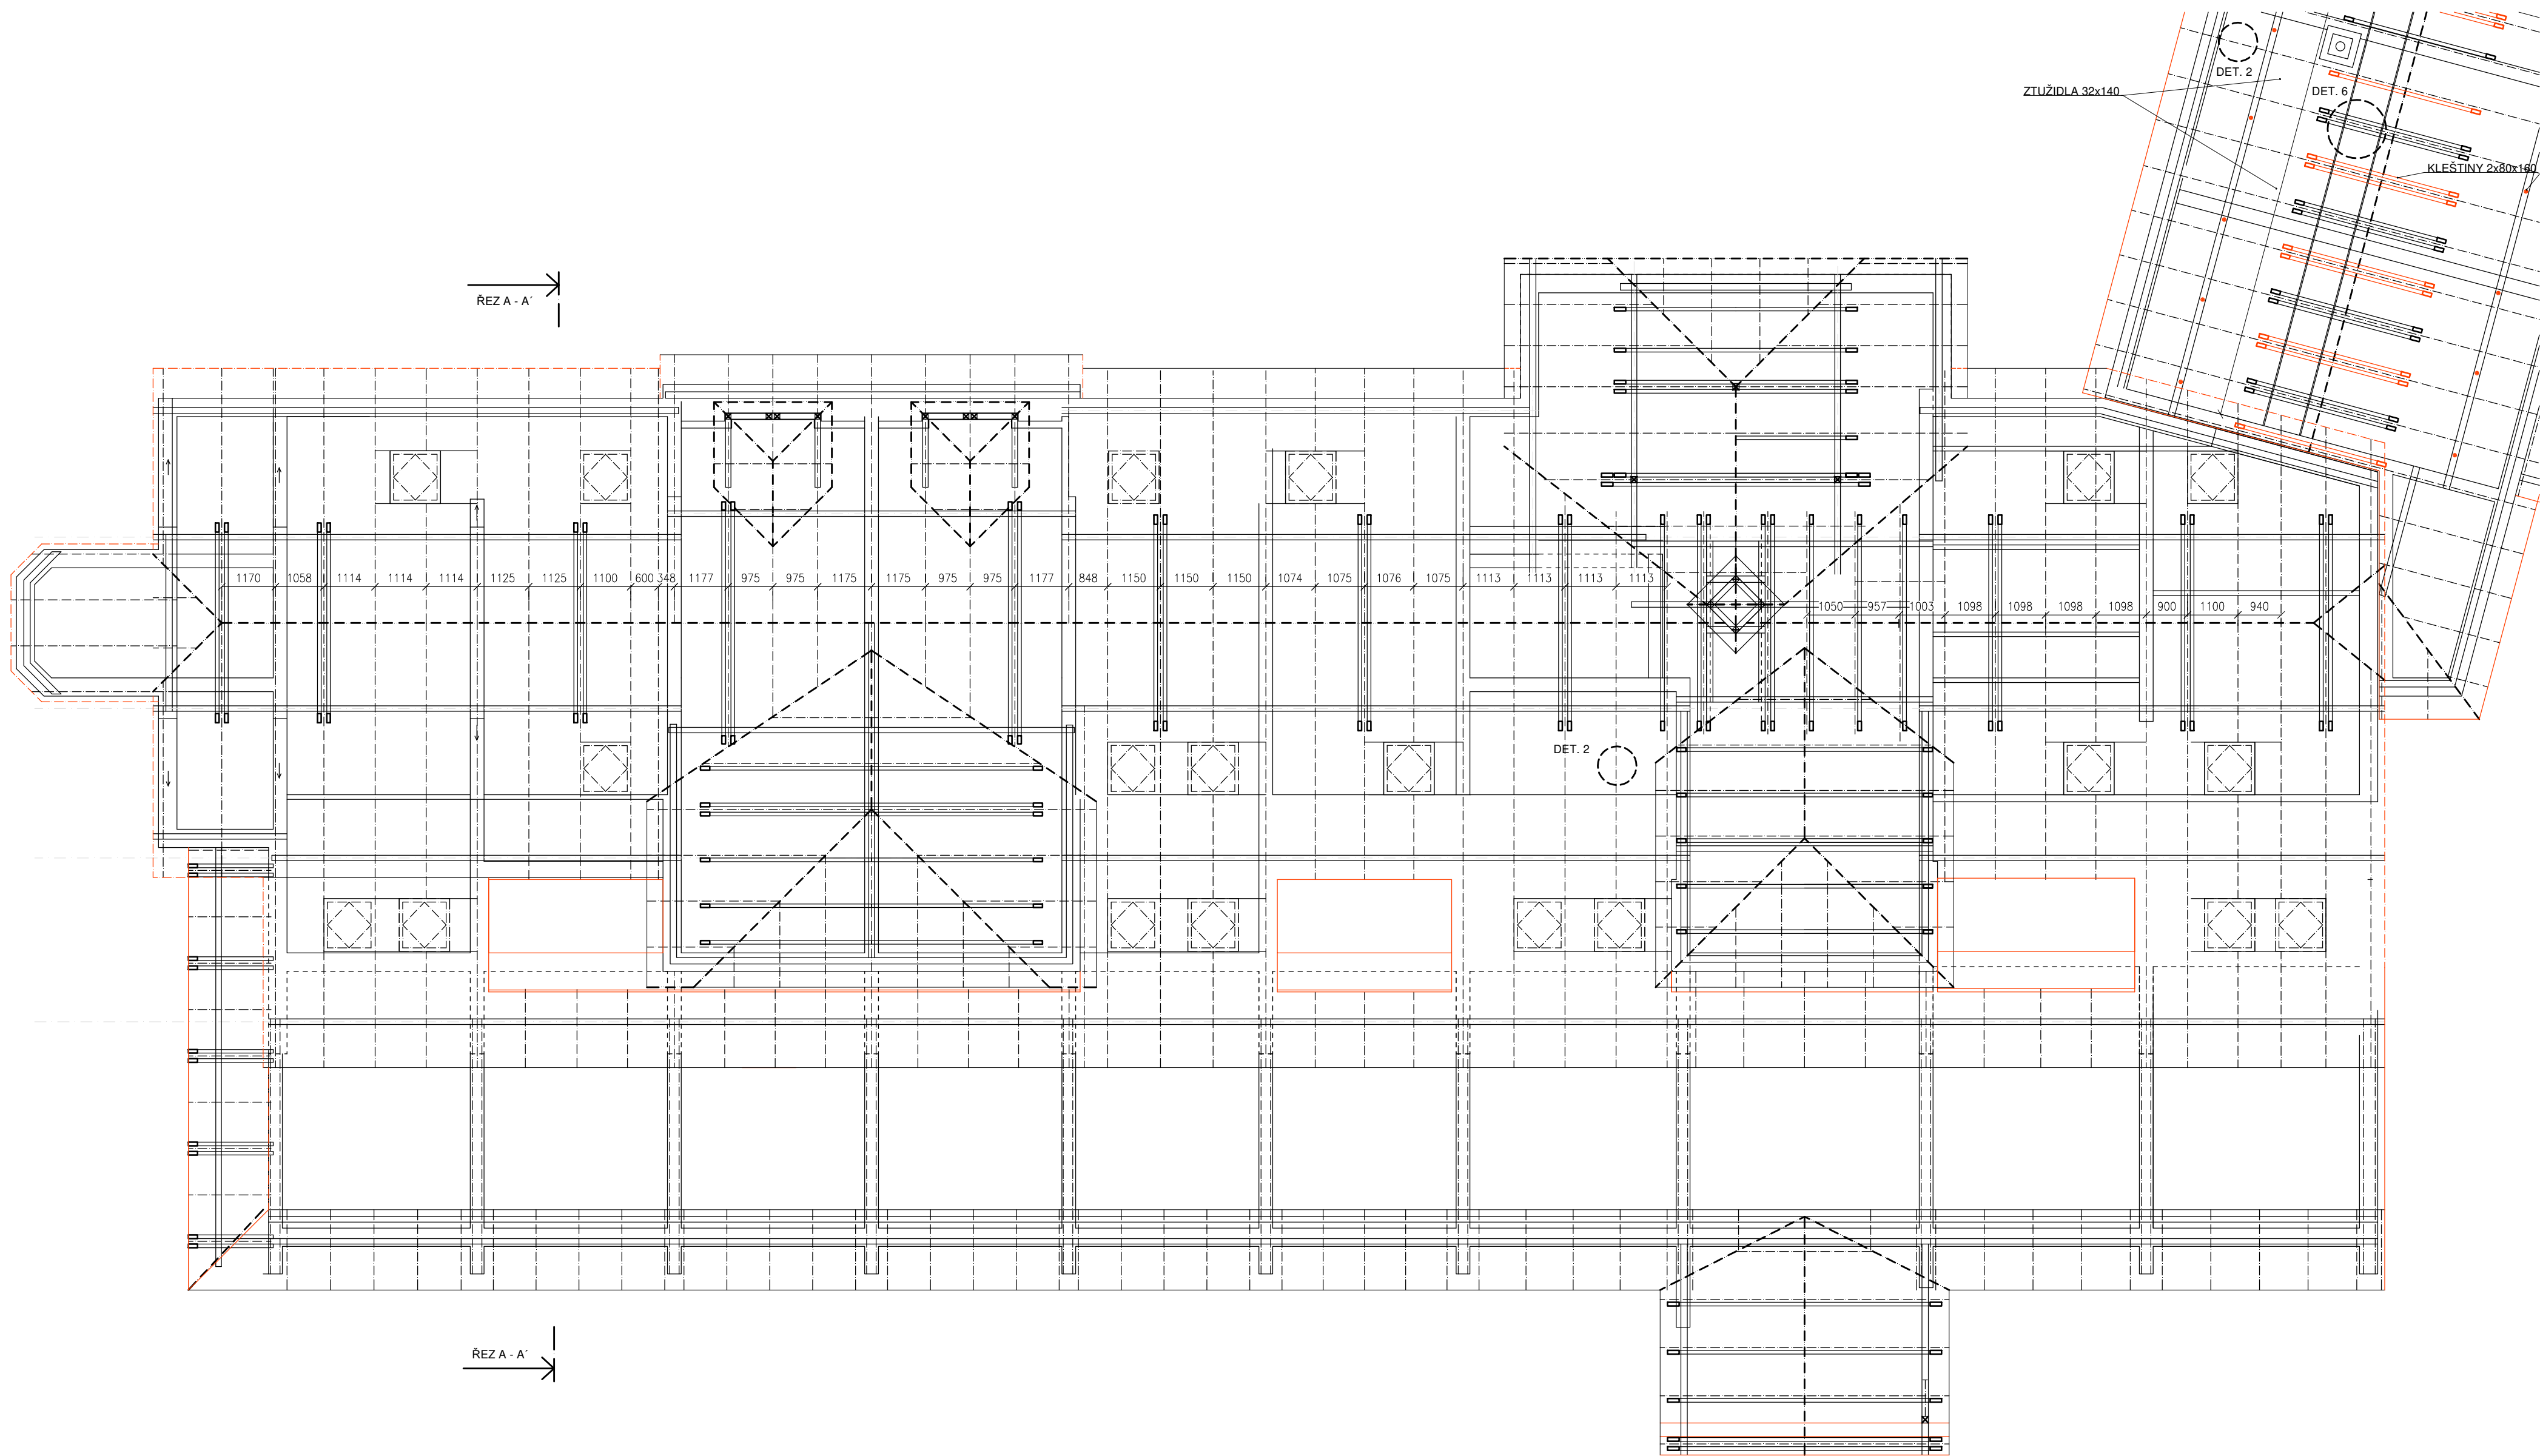 DET. 2
ZTUŽIDLA 32x140
DET. 6
KLEŠTINY 2x80x160
ŘEZ A - A´
1170 1058 1114 1114 1114 1125 1125 1100 600 348 1177 975 975 1175 1175 975 975 1177 848 1150 1150 1150 1074 1075 1076 1075 1113 1113 1113 1113
1050 957 1003 1098 1098 1098 1098 900 1100 940
DET. 2
ŘEZ A - A´